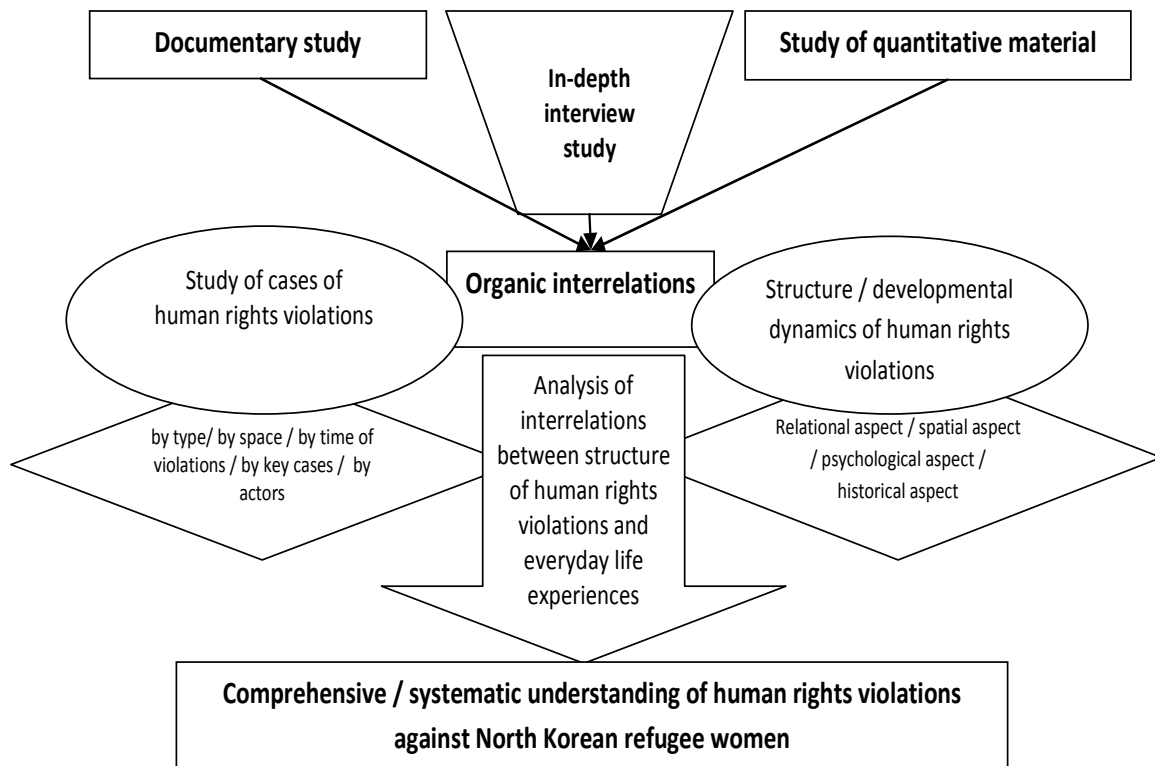 Documentary study
In-depth
interview
study
Study of quantitative material
Organic interrelations
Study of cases of
human rights violations
Structure / developmental
dynamics of human rights
violations
by type/ by space / by time of
violations / by key cases / by
actors
Analysis of
interrelations
between structure
of human rights
violations and
everyday life
experiences
Relational aspect / spatial aspect
/ psychological aspect /
historical aspect
Comprehensive / systematic understanding of human rights violations
against North Korean refugee women